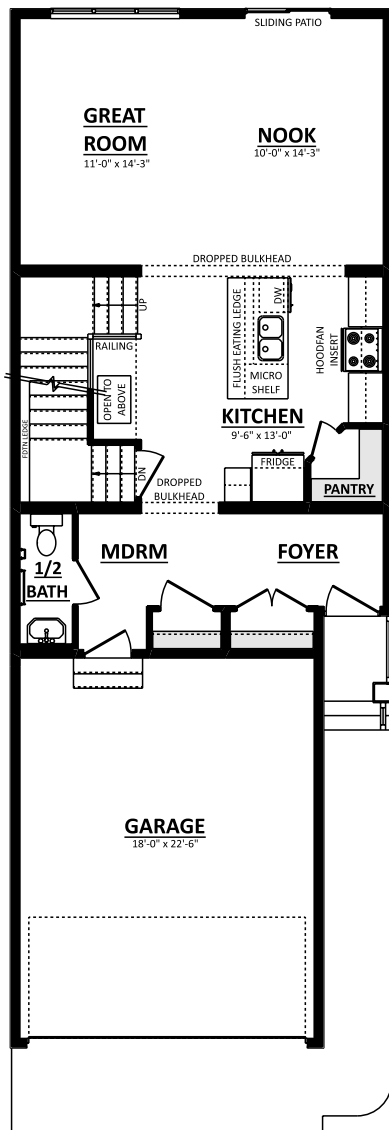 SLIDING PATIO
GREAT
ROOM
11'-0" x 14'-3"
NOOK
10'-0" x 14'-3"
DROPPED BULKHEAD
UP
RAILING
OPEN TO
ABOVE
FDTN LEDGE
DN
FLUSH EATING LEDGE
DW
MICRO
SHELF
HOODFAN
INSERT
KITCHEN
9'-6" x 13'-0"
FRIDGE
PANTRY
DROPPED
BULKHEAD
1/2
BATH
MDRM
FOYER
GARAGE
18'-0" x 22'-6"